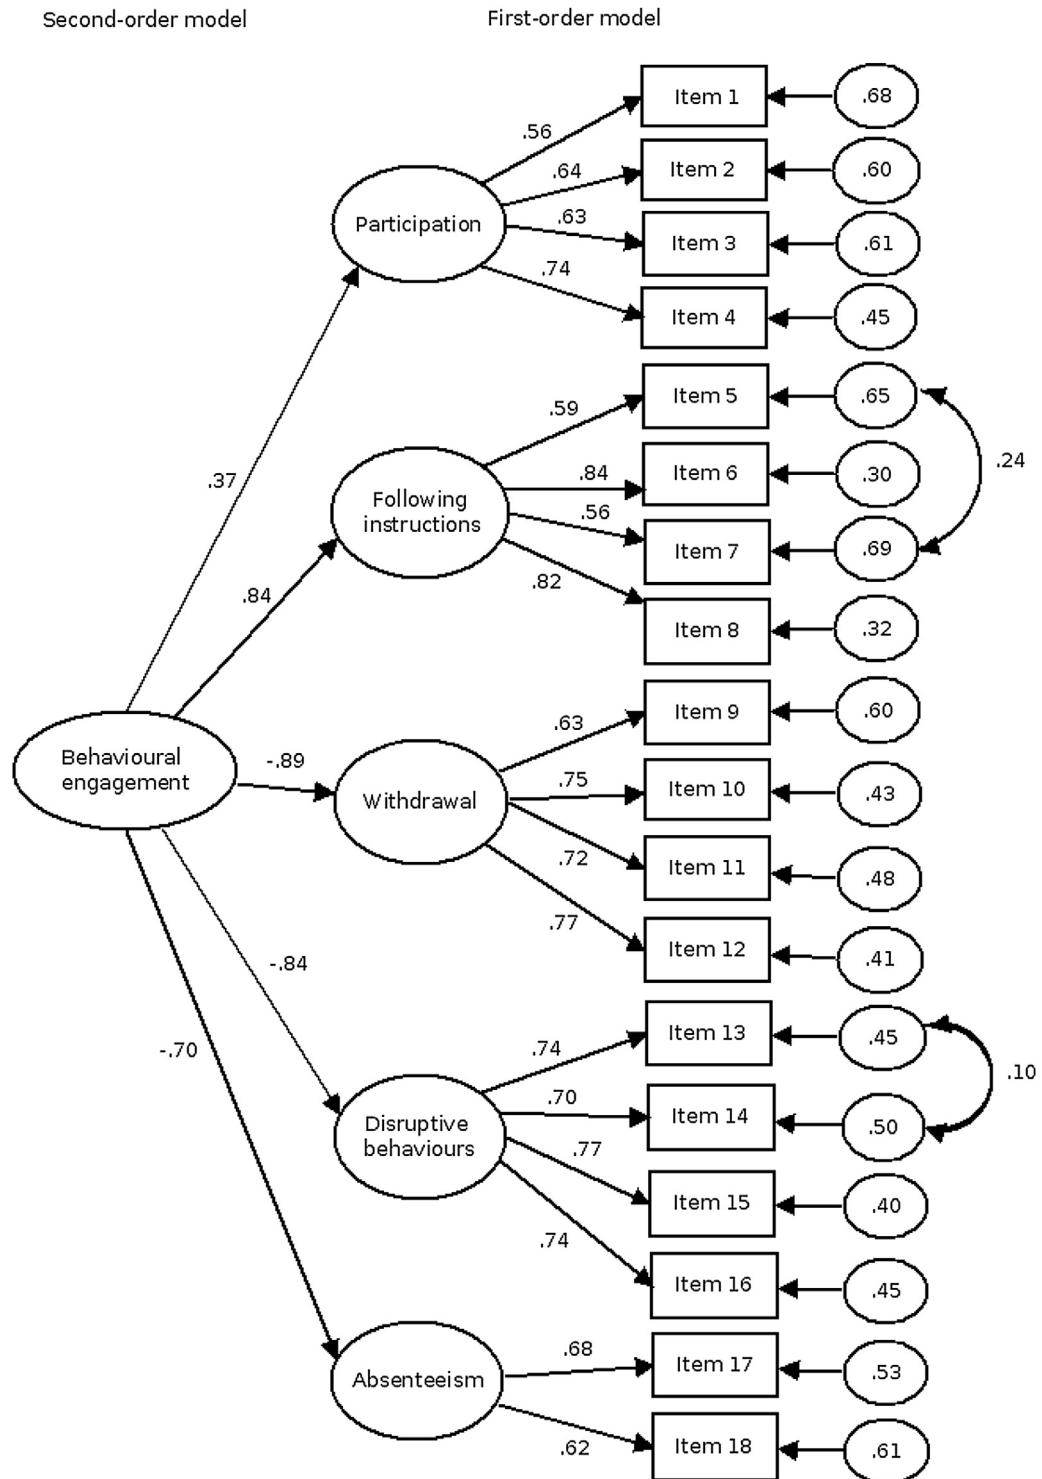 Second-order model
First-order model
Item 1
.68
.56
Item 2
.60
.64
Participation
.63
Item 3
.61
.74
Item 4
.45
.59
Item 5
.65
.24
.37
Following
instructions
.84
Item 6
.30
.56
Item 7
.69
.82
Item 8
.32
.84
Behavioural
engagement
-.89
Withdrawal
.63
Item 9
.60
.75
Item 10
.43
.72
Item 11
.48
.77
Item 12
.41
-.84
-.70
Disruptive
behaviours
.74
Item 13
.45
.10
.70
Item 14
.50
.77
Item 15
.40
.74
Item 16
.45
Absenteeism
.68
Item 17
.53
.62
Item 18
.61